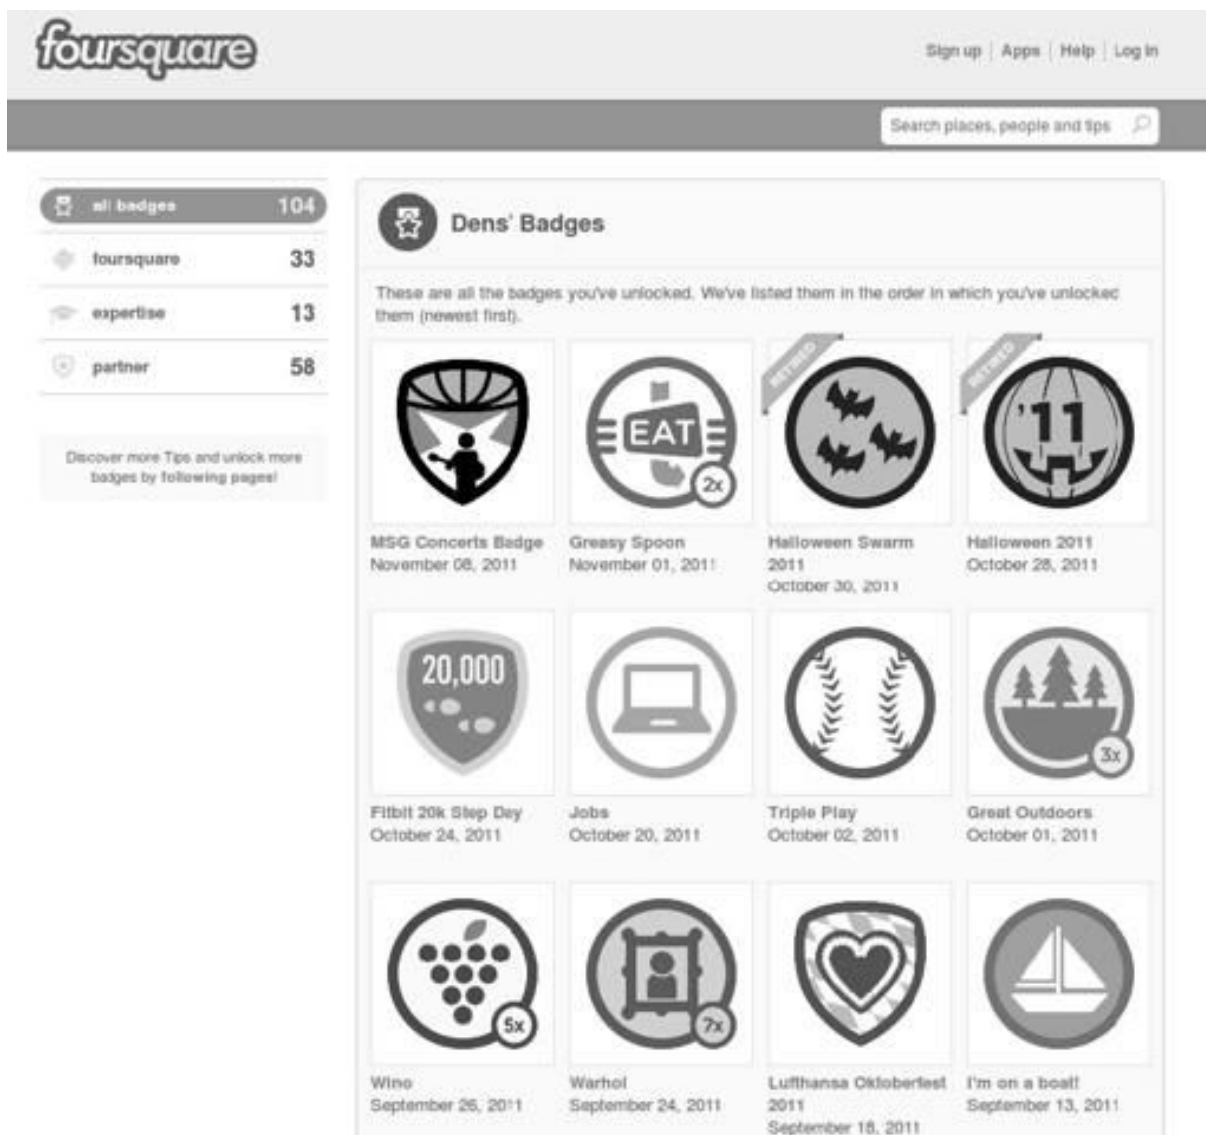 foursquare
Sign up | Apps | Help | Log in
Search places, people and tips
all badges 104
foursquare 33
expertise 13
partner 58
Discover more Tips and unlock more
badges by following pages!
Dens' Badges
These are all the badges you've unlocked. We've listed them in the order in which you've unlocked
them (newest first).
EAT
2x
RETIRED
RETIRED
'11
MSG Concerts Badge
November 08, 2011
Greasy Spoon
November 01, 2011
Halloween Swarm
2011
October 30, 2011
Halloween 2011
October 28, 2011
20,000
3x
Fitbit 20k Step Day
October 24, 2011
Jobs
October 20, 2011
Triple Play
October 02, 2011
Great Outdoors
October 01, 2011
5x
7x
Wino
September 26, 2011
Warhol
September 24, 2011
Lufthansa Oktoberfest
2011
September 18, 2011
I'm on a boat!
September 13, 2011